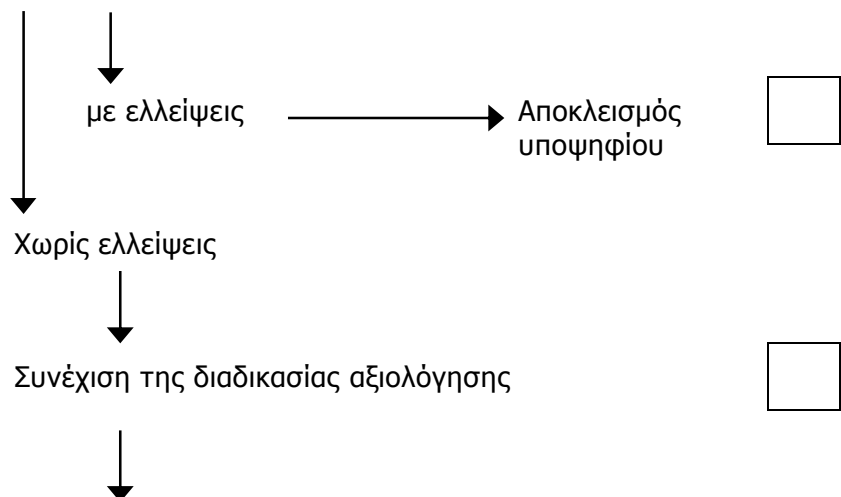 με ελλείψεις
Αποκλεισμός
υποψηφίου
Χωρίς ελλείψεις
Συνέχιση της διαδικασίας αξιολόγησης